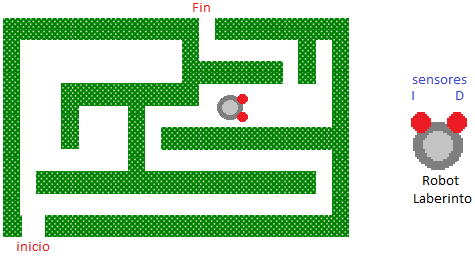 Fin
sensores
I D
Robot
Laberinto
inicio